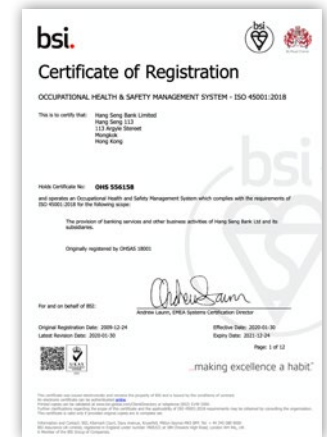 bsi.
bsi
Certificate of Registration
OCCUPATIONAL HEALTH & SAFETY MANAGEMENT SYSTEM - ISO 45001:2018
This is to certify that: Hang Seng Bank Limited
Hang Seng 113
113 Argyle Street
Mongkok
Hong Kong
Holds Certificate No: OHS 556158
and operates an Occupational Health and Safety Management System which complies with the requirements of
ISO 45001:2018 for the following scope:
The provision of banking services and other business activities of Hang Seng Bank Ltd and its
subsidiaries.
Originally registered by OHSAS 18001
For and on behalf of BSI:
Andrew Launn, EMEA Systems Certification Director
Original Registration Date: 2009-12-24
Effective Date: 2020-01-30
Latest Revision Date: 2020-01-30
Expiry Date: 2021-12-24
Page: 1 of 12
...making excellence a habit™